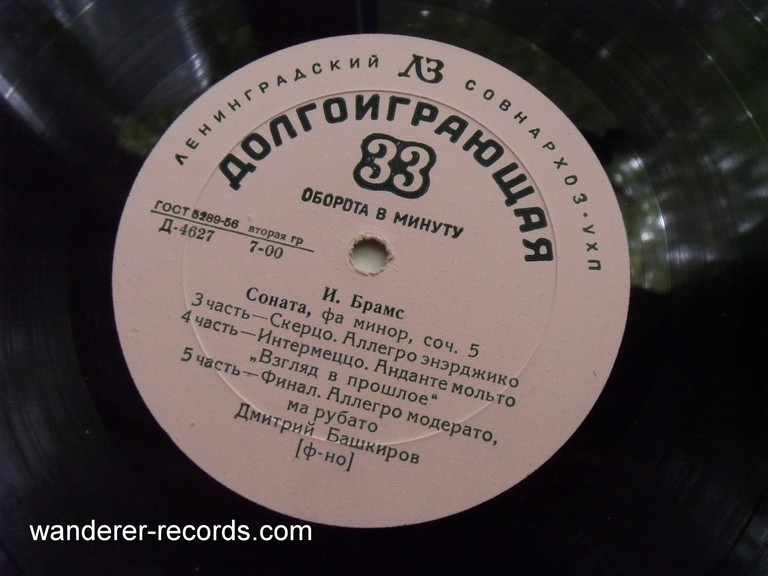 ЛЕНИНГРАДСКИЙ ЛЗ СОВНАРХОЗ·УХП
ДОЛГОИГРАЮЩАЯ
33
ОБОРОТА В МИНУТУ
ГОСТ 5289-56 вторая гр
Д-4627 7-00
И. Брамс
Соната, фа минор, соч. 5
3 часть—Скерцо. Аллегро энэрджико
4 часть—Интермеццо. Анданте мольто
„Взгляд в прошлое“
5 часть—Финал. Аллегро модерато,
ма рубато
Дмитрий Башкиров
[ф-но]
wanderer-records.com